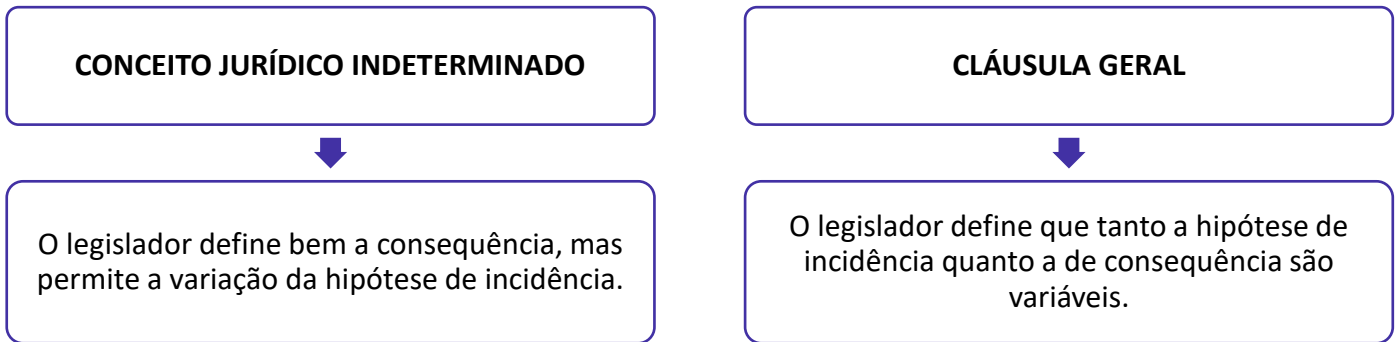 CONCEITO JURÍDICO INDETERMINADO
O legislador define bem a consequência, mas
permite a variação da hipótese de incidência.
CLÁUSULA GERAL
O legislador define que tanto a hipótese de
incidência quanto a de consequência são
variáveis.